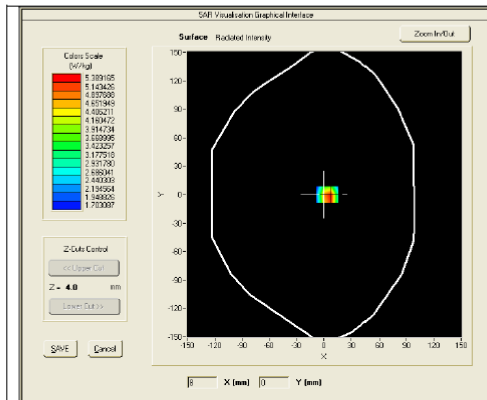 SAR Visualisation Graphical Interface
Surface Radiated Intensity
Zoom In/Out
Colors Scale
(W/kg)
5.389165
5.143426
4.897688
4.651949
4.406211
4.160472
3.914734
3.668995
3.423257
3.177518
2.931780
2.686041
2.440303
2.194564
1.948826
1.703087
Z-Cuts Control
<< Upper Cut
Z = 4.0 mm
Lower Cut >>
SAVE Cancel
150
120
90
60
30
0
-30
-60
-90
-120
-150
Y
-150 -120 -90 -60 -30 0 30 60 90 120 150
X
8 X (mm) 0 Y (mm)